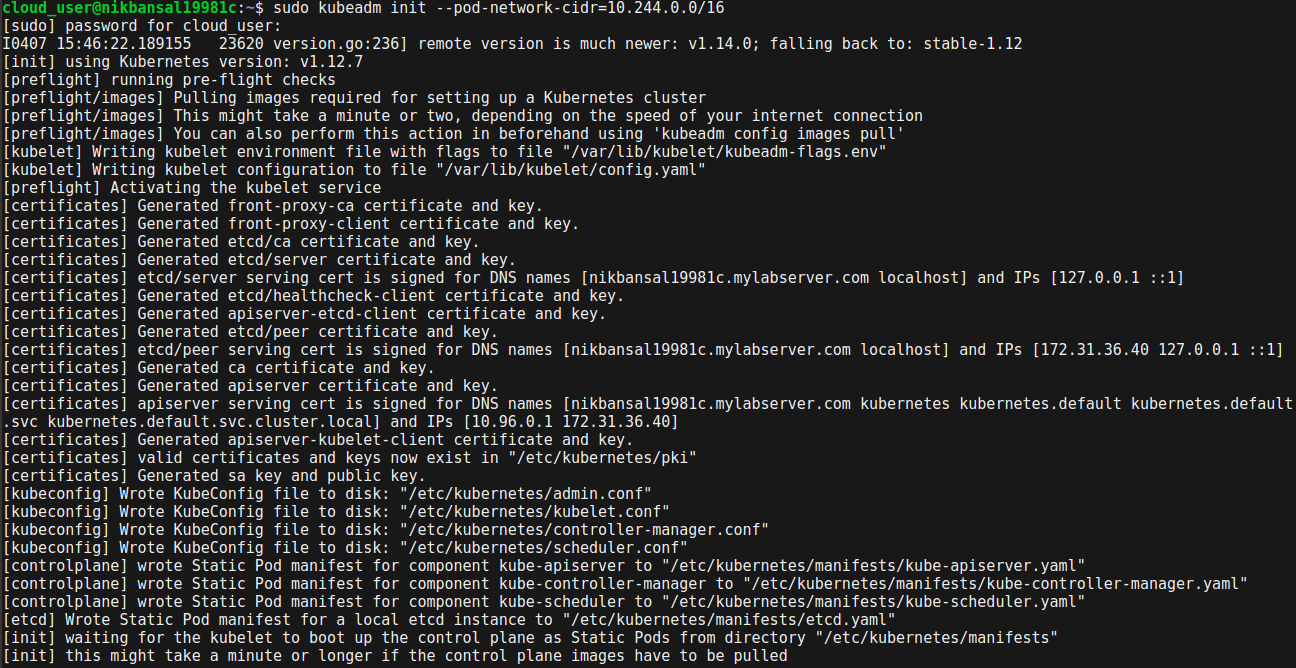 cloud_user@nikbansal19981c:~$ sudo kubeadm init --pod-network-cidr=10.244.0.0/16
[sudo] password for cloud_user:
I0407 15:46:22.189155   23620 version.go:236] remote version is much newer: v1.14.0; falling back to: stable-1.12
[init] using Kubernetes version: v1.12.7
[preflight] running pre-flight checks
[preflight/images] Pulling images required for setting up a Kubernetes cluster
[preflight/images] This might take a minute or two, depending on the speed of your internet connection
[preflight/images] You can also perform this action in beforehand using 'kubeadm config images pull'
[kubelet] Writing kubelet environment file with flags to file "/var/lib/kubelet/kubeadm-flags.env"
[kubelet] Writing kubelet configuration to file "/var/lib/kubelet/config.yaml"
[preflight] Activating the kubelet service
[certificates] Generated front-proxy-ca certificate and key.
[certificates] Generated front-proxy-client certificate and key.
[certificates] Generated etcd/ca certificate and key.
[certificates] Generated etcd/server certificate and key.
[certificates] etcd/server serving cert is signed for DNS names [nikbansal19981c.mylabserver.com localhost] and IPs [127.0.0.1 ::1]
[certificates] Generated etcd/healthcheck-client certificate and key.
[certificates] Generated apiserver-etcd-client certificate and key.
[certificates] Generated etcd/peer certificate and key.
[certificates] etcd/peer serving cert is signed for DNS names [nikbansal19981c.mylabserver.com localhost] and IPs [172.31.36.40 127.0.0.1 ::1]
[certificates] Generated ca certificate and key.
[certificates] Generated apiserver certificate and key.
[certificates] apiserver serving cert is signed for DNS names [nikbansal19981c.mylabserver.com kubernetes kubernetes.default kubernetes.default
.svc kubernetes.default.svc.cluster.local] and IPs [10.96.0.1 172.31.36.40]
[certificates] Generated apiserver-kubelet-client certificate and key.
[certificates] valid certificates and keys now exist in "/etc/kubernetes/pki"
[certificates] Generated sa key and public key.
[kubeconfig] Wrote KubeConfig file to disk: "/etc/kubernetes/admin.conf"
[kubeconfig] Wrote KubeConfig file to disk: "/etc/kubernetes/kubelet.conf"
[kubeconfig] Wrote KubeConfig file to disk: "/etc/kubernetes/controller-manager.conf"
[kubeconfig] Wrote KubeConfig file to disk: "/etc/kubernetes/scheduler.conf"
[controlplane] wrote Static Pod manifest for component kube-apiserver to "/etc/kubernetes/manifests/kube-apiserver.yaml"
[controlplane] wrote Static Pod manifest for component kube-controller-manager to "/etc/kubernetes/manifests/kube-controller-manager.yaml"
[controlplane] wrote Static Pod manifest for component kube-scheduler to "/etc/kubernetes/manifests/kube-scheduler.yaml"
[etcd] Wrote Static Pod manifest for a local etcd instance to "/etc/kubernetes/manifests/etcd.yaml"
[init] waiting for the kubelet to boot up the control plane as Static Pods from directory "/etc/kubernetes/manifests"
[init] this might take a minute or longer if the control plane images have to be pulled